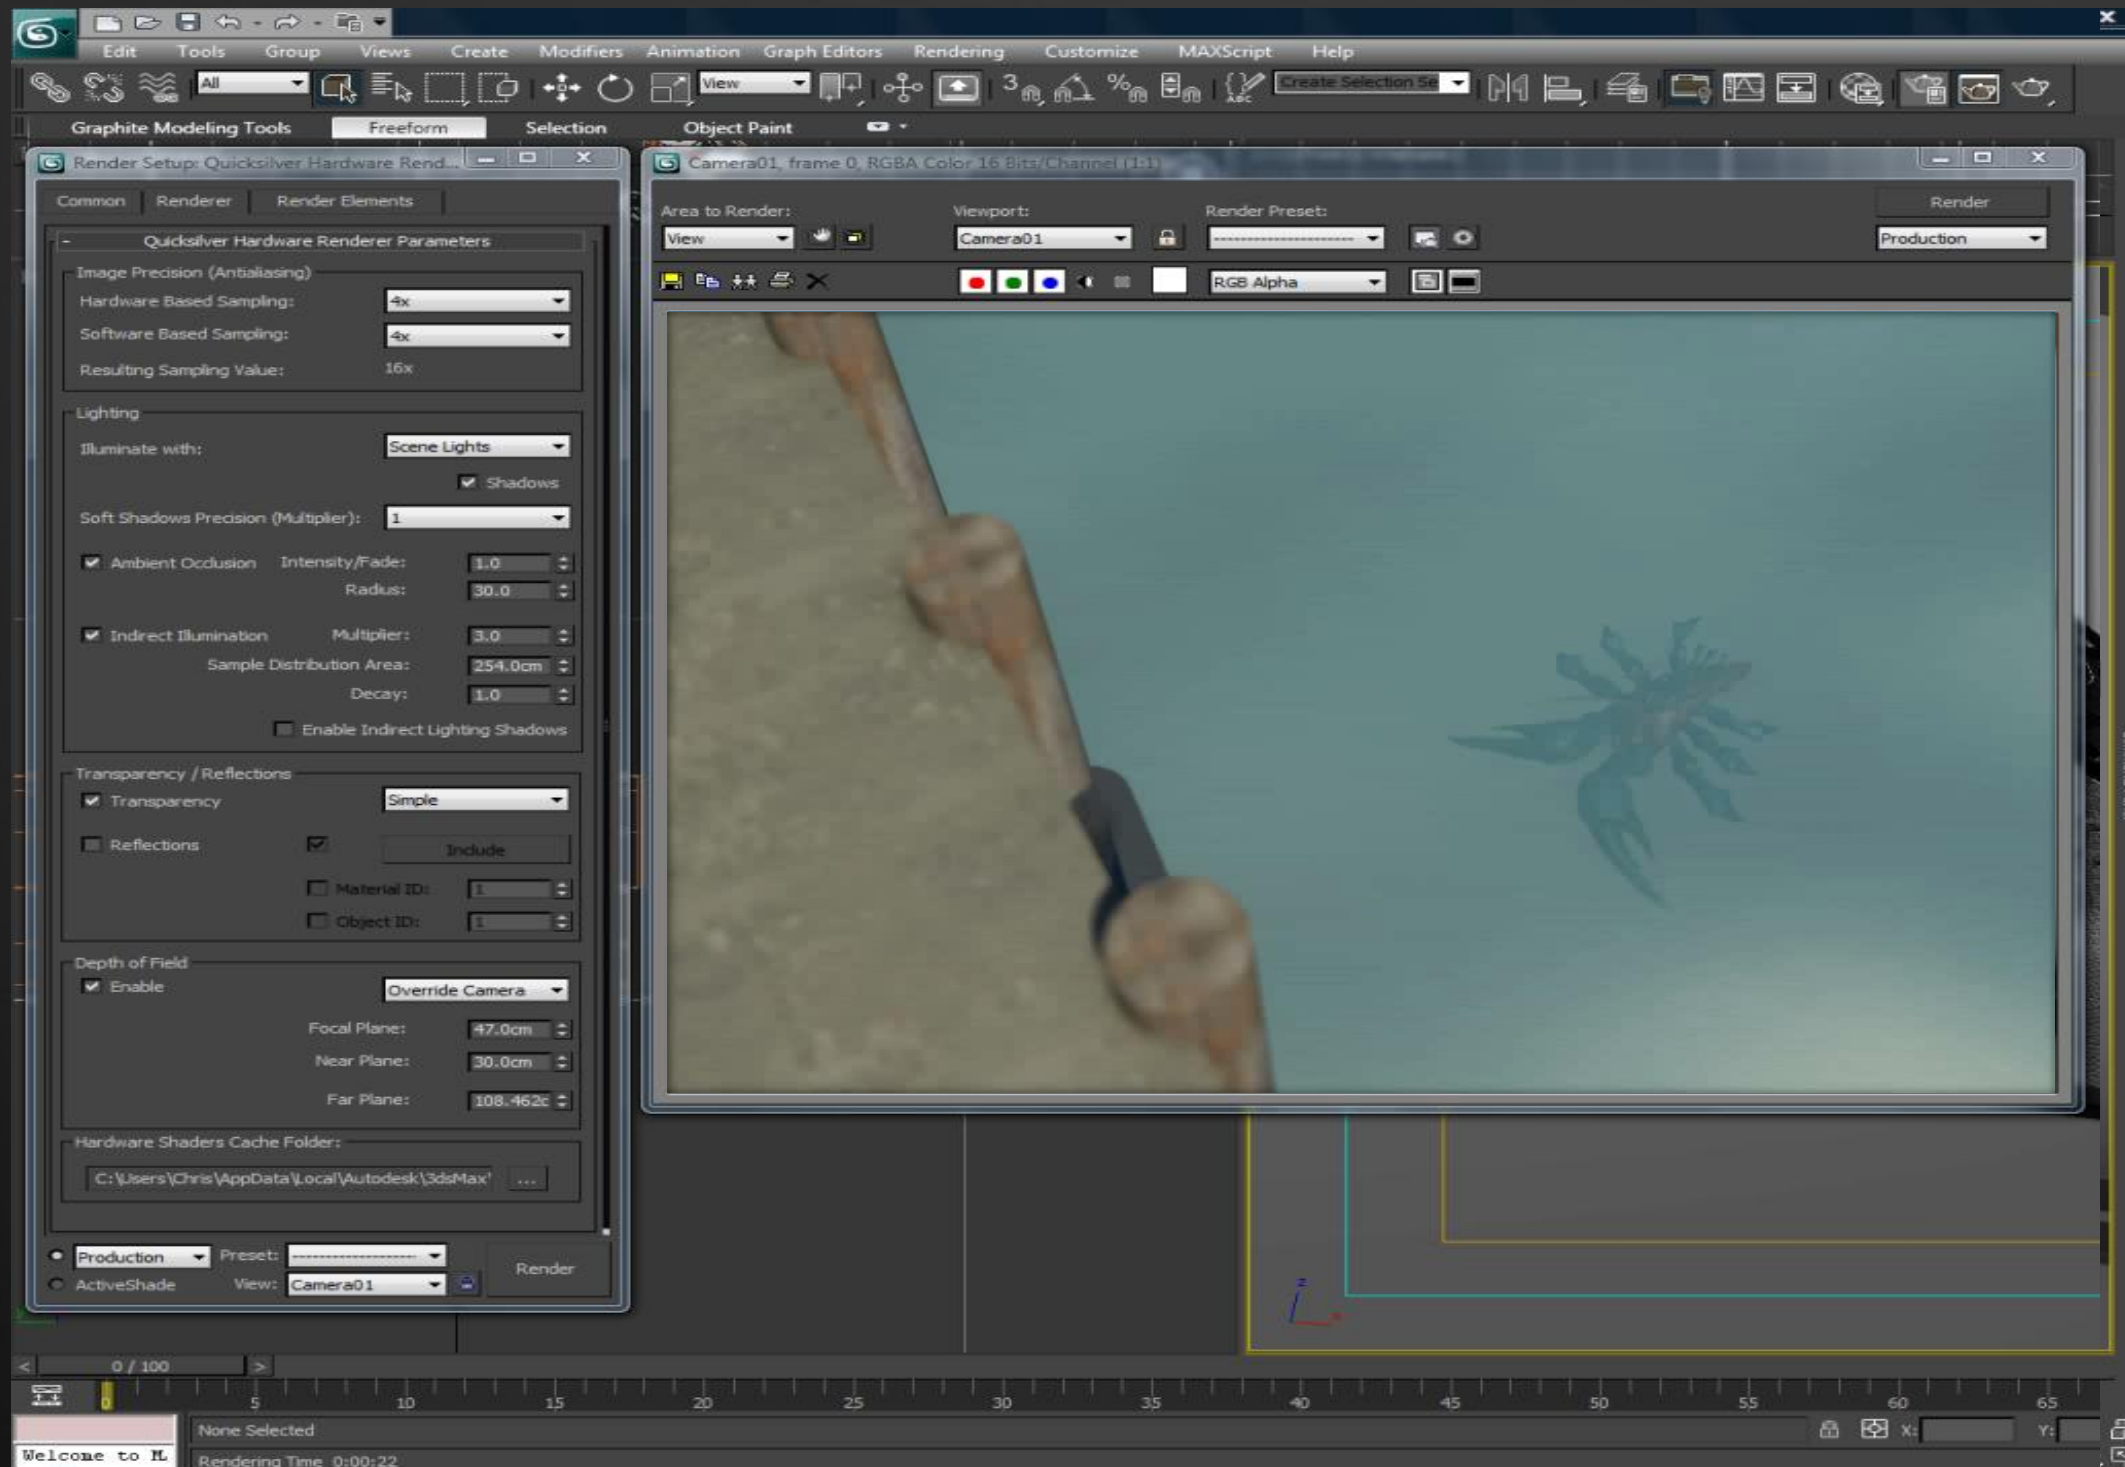 Edit Tools Group Views Create Modifiers Animation Graph Editors Rendering Customize MAXScript Help
All View 3 Create Selection Se
Graphite Modeling Tools Freeform Selection Object Paint
Render Setup: Quicksilver Hardware Rend...
Common Renderer Render Elements
- Quicksilver Hardware Renderer Parameters
Image Precision (Antialiasing)
Hardware Based Sampling: 4x
Software Based Sampling: 4x
Resulting Sampling Value: 16x
Lighting
Illuminate with: Scene Lights
Shadows
Soft Shadows Precision (Multiplier): 1
Ambient Occlusion Intensity/Fade: 1.0
Radius: 30.0
Indirect Illumination Multiplier: 3.0
Sample Distribution Area: 254.0cm
Decay: 1.0
Enable Indirect Lighting Shadows
Transparency / Reflections
Transparency Simple
Reflections Include
Material ID: 1
Object ID: 1
Depth of Field
Enable Override Camera
Focal Plane: 47.0cm
Near Plane: 30.0cm
Far Plane: 108.462c
Hardware Shaders Cache Folder:
C:\Users\Chris\AppData\Local\Autodesk\3dsMax\ ...
Production Preset: --------------------
ActiveShade View: Camera01
Render
Camera01, frame 0, RGBA Color 16 Bits/Channel (1:1)
Area to Render: Viewport: Render Preset: Render
View Camera01 -------------------- Production
RGB Alpha
z
x
< 0 / 100 >
0 5 10 15 20 25 30 35 40 45 50 55 60 65
None Selected X: Y:
Welcome to M
Rendering Time 0:00:22